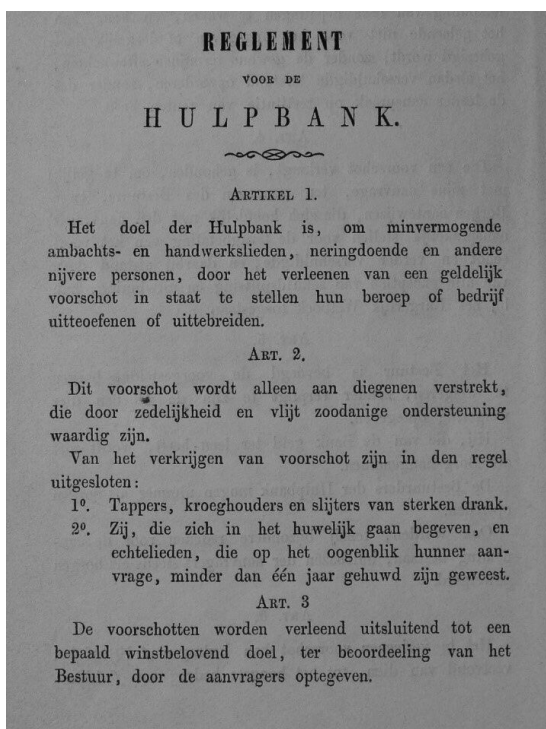 REGLEMENT
VOOR DE
HULPBANK.
ARTIKEL 1.
Het doel der Hulpbank is, om minvermogende
ambachts- en handwerkslieden, neringdoende en andere
nijvere personen, door het verleenen van een geldelijk
voorschot in staat te stellen hun beroep of bedrijf
uitteoefenen of uittebreiden.
ART. 2.
Dit voorschot wordt alleen aan diegenen verstrekt,
die door zedelijkheid en vlijt zoodanige ondersteuning
waardig zijn.
Van het verkrijgen van voorschot zijn in den regel
uitgesloten:
1º. Tappers, kroeghouders en slijters van sterken drank.
2º. Zij, die zich in het huwelijk gaan begeven, en
echtelieden, die op het oogenblik hunner aan-
vrage, minder dan één jaar gehuwd zijn geweest.
ART. 3
De voorschotten worden verleend uitsluitend tot een
bepaald winstbelovend doel, ter beoordeeling van het
Bestuur, door de aanvragers optegeven.